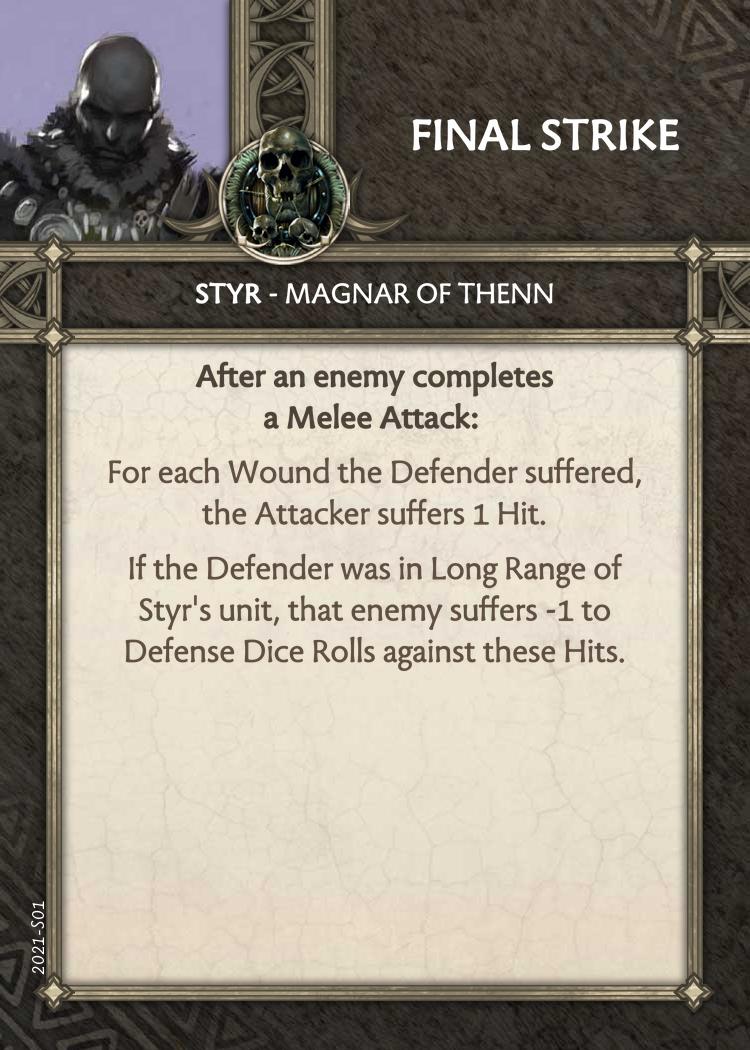 FINAL STRIKE
STYR - MAGNAR OF THENN
After an enemy completes
a Melee Attack:
For each Wound the Defender suffered,
the Attacker suffers 1 Hit.
If the Defender was in Long Range of
Styr's unit, that enemy suffers -1 to
Defense Dice Rolls against these Hits.
2021-S01